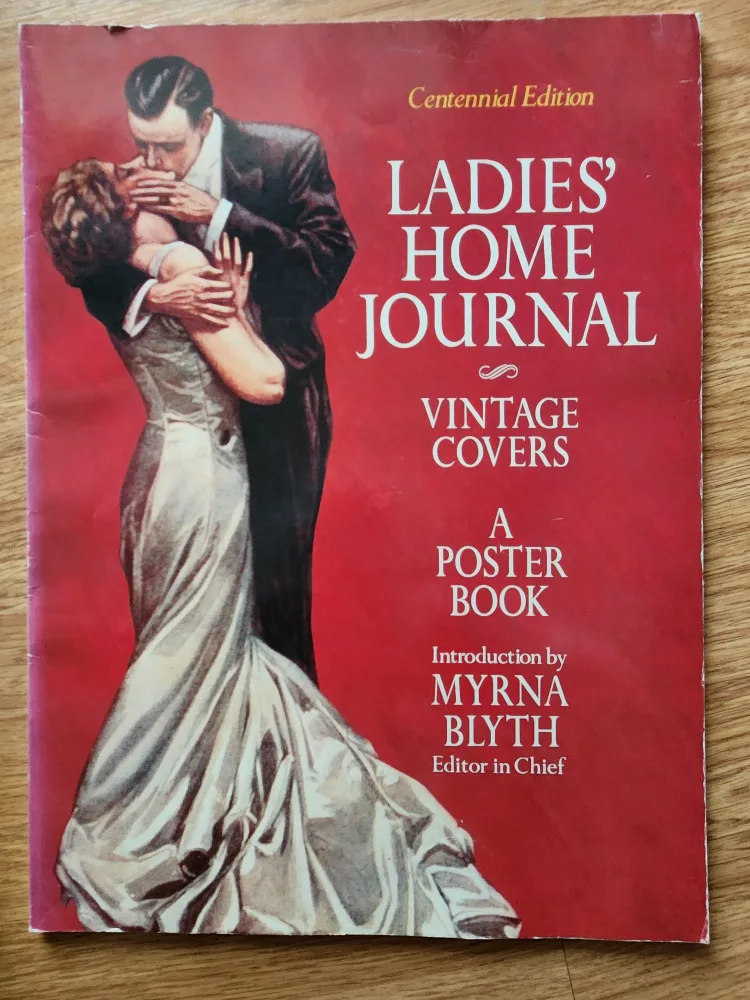 Centennial Edition
LADIES'
HOME
JOURNAL
VINTAGE
COVERS
A
POSTER
BOOK
Introduction by
MYRNA
BLYTH
Editor in Chief